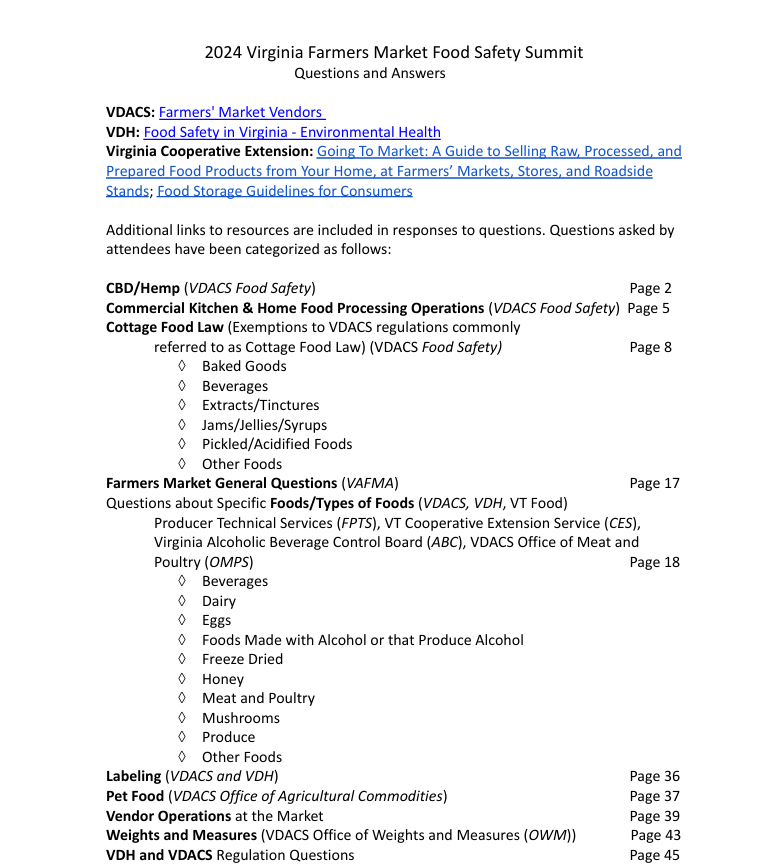 2024 Virginia Farmers Market Food Safety Summit
Questions and Answers
VDACS: Farmers' Market Vendors
VDH: Food Safety in Virginia - Environmental Health
Virginia Cooperative Extension: Going To Market: A Guide to Selling Raw, Processed, and
Prepared Food Products from Your Home, at Farmers’ Markets, Stores, and Roadside
Stands; Food Storage Guidelines for Consumers
Additional links to resources are included in responses to questions. Questions asked by
attendees have been categorized as follows:
CBD/Hemp (VDACS Food Safety) Page 2
Commercial Kitchen & Home Food Processing Operations (VDACS Food Safety) Page 5
Cottage Food Law (Exemptions to VDACS regulations commonly
referred to as Cottage Food Law) (VDACS Food Safety) Page 8
◊ Baked Goods
◊ Beverages
◊ Extracts/Tinctures
◊ Jams/Jellies/Syrups
◊ Pickled/Acidified Foods
◊ Other Foods
Farmers Market General Questions (VAFMA) Page 17
Questions about Specific Foods/Types of Foods (VDACS, VDH, VT Food)
Producer Technical Services (FPTS), VT Cooperative Extension Service (CES),
Virginia Alcoholic Beverage Control Board (ABC), VDACS Office of Meat and
Poultry (OMPS) Page 18
◊ Beverages
◊ Dairy
◊ Eggs
◊ Foods Made with Alcohol or that Produce Alcohol
◊ Freeze Dried
◊ Honey
◊ Meat and Poultry
◊ Mushrooms
◊ Produce
◊ Other Foods
Labeling (VDACS and VDH) Page 36
Pet Food (VDACS Office of Agricultural Commodities) Page 37
Vendor Operations at the Market Page 39
Weights and Measures (VDACS Office of Weights and Measures (OWM)) Page 43
VDH and VDACS Regulation Questions Page 45